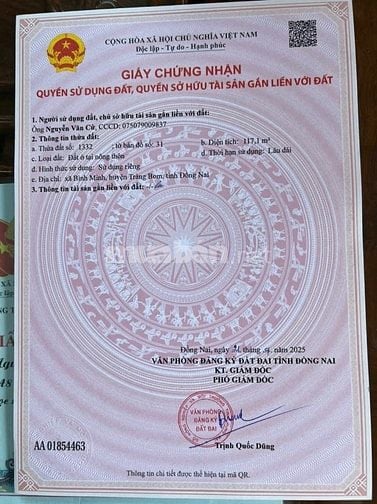 CỘNG HÒA XÃ HỘI CHỦ NGHĨA VIỆT NAM
Độc lập - Tự do - Hạnh phúc
GIẤY CHỨNG NHẬN
QUYỀN SỬ DỤNG ĐẤT, QUYỀN SỞ HỮU TÀI SẢN GẮN LIỀN VỚI ĐẤT
1. Người sử dụng đất, chủ sở hữu tài sản gắn liền với đất:
Ông Nguyễn Văn Cử, CCCD: 075079009837
2. Thông tin thửa đất:
a. Thửa đất số: 1332 ; tờ bản đồ số: 31 b. Diện tích: 117,1 m²
c. Loại đất: Đất ở tại nông thôn d. Thời hạn sử dụng: Lâu dài
đ. Hình thức sử dụng: Sử dụng riêng
e. Địa chỉ: xã Bình Minh, huyện Trảng Bom, tỉnh Đồng Nai
3. Thông tin tài sản gắn liền với đất: -/-
Đồng Nai, ngày tháng năm 2025
VĂN PHÒNG ĐĂNG KÝ ĐẤT ĐAI TỈNH ĐỒNG NAI
KT. GIÁM ĐỐC
PHÓ GIÁM ĐỐC
VĂN PHÒNG
ĐĂNG KÝ
ĐẤT ĐAI
Trịnh Quốc Dũng
AA 01854463
Thông tin chi tiết được thể hiện tại mã QR.